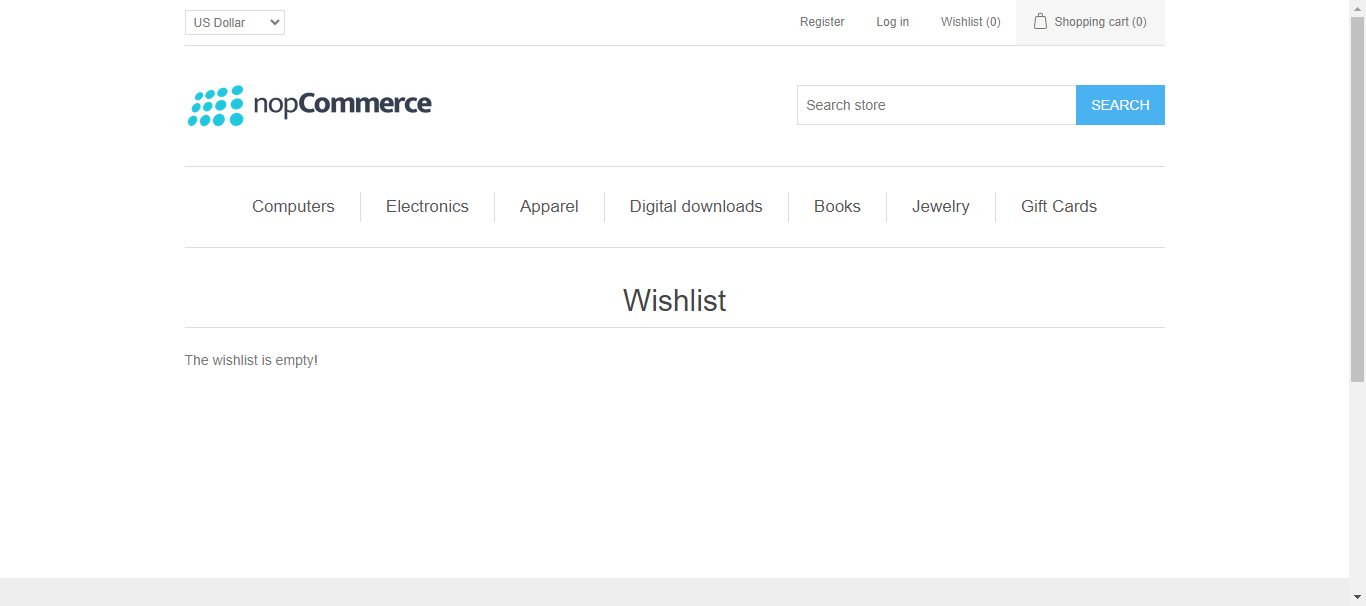 US Dollar Register Log in Wishlist (0) Shopping cart (0)
nopCommerce Search store SEARCH
Computers Electronics Apparel Digital downloads Books Jewelry Gift Cards
Wishlist
The wishlist is empty!